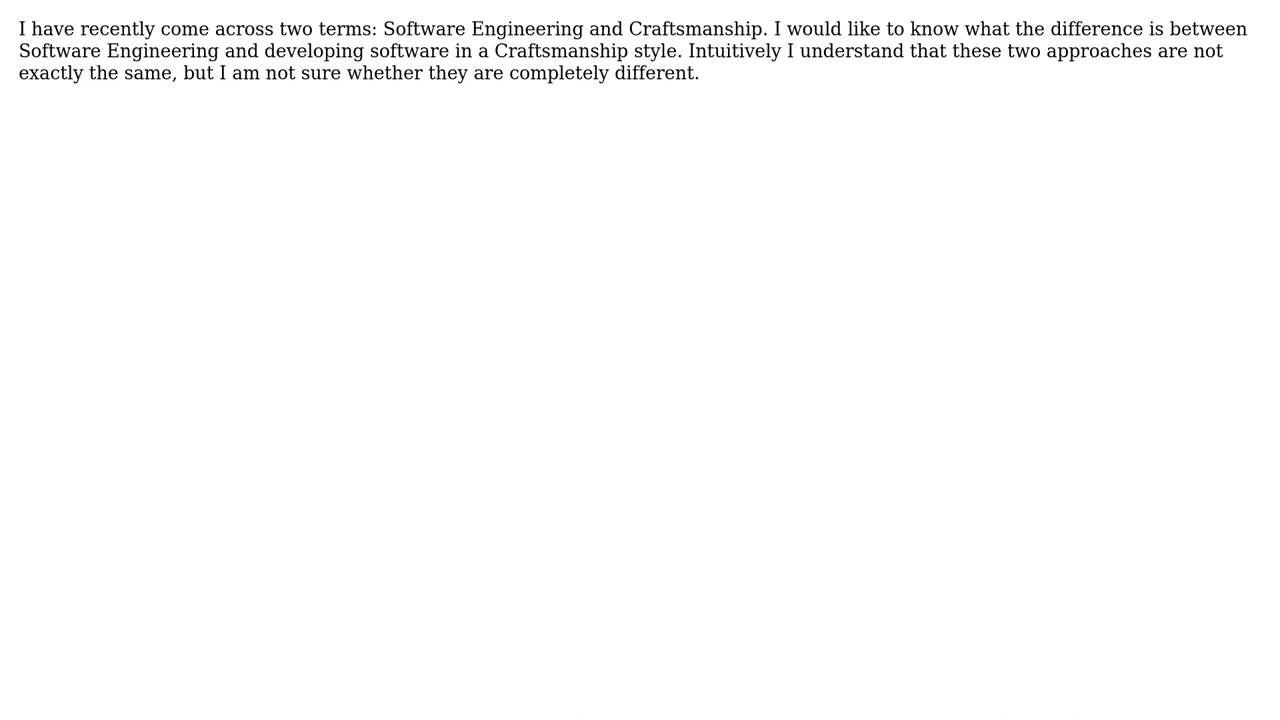 I have recently come across two terms: Software Engineering and Craftsmanship. I would like to know what the difference is between
Software Engineering and developing software in a Craftsmanship style. Intuitively I understand that these two approaches are not
exactly the same, but I am not sure whether they are completely different.